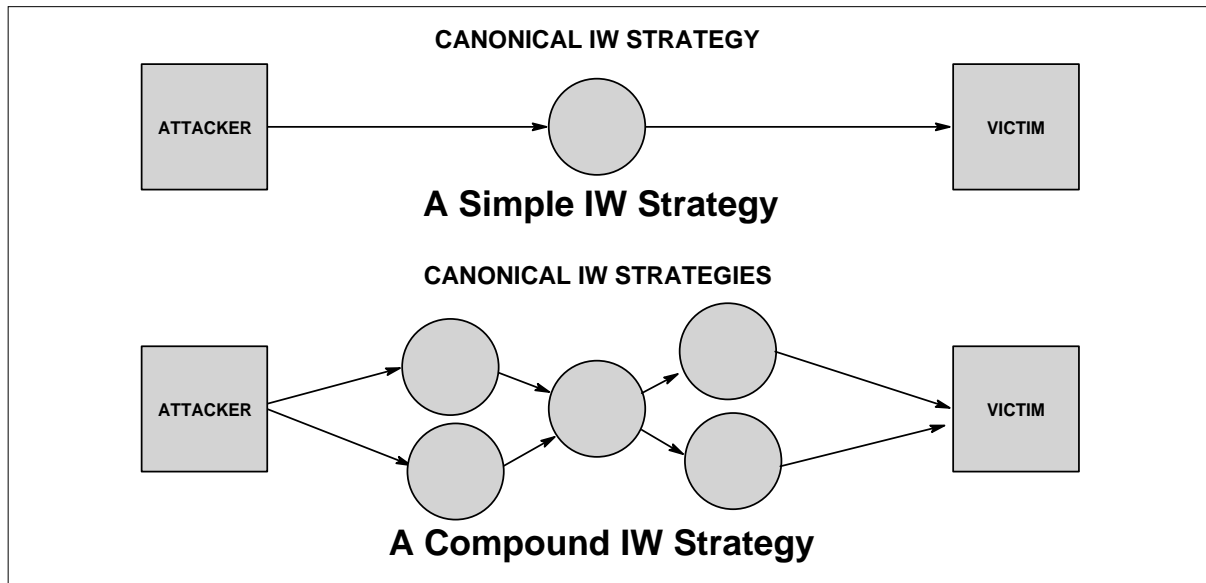 CANONICAL IW STRATEGY
ATTACKER
VICTIM
A Simple IW Strategy
CANONICAL IW STRATEGIES
ATTACKER
VICTIM
A Compound IW Strategy